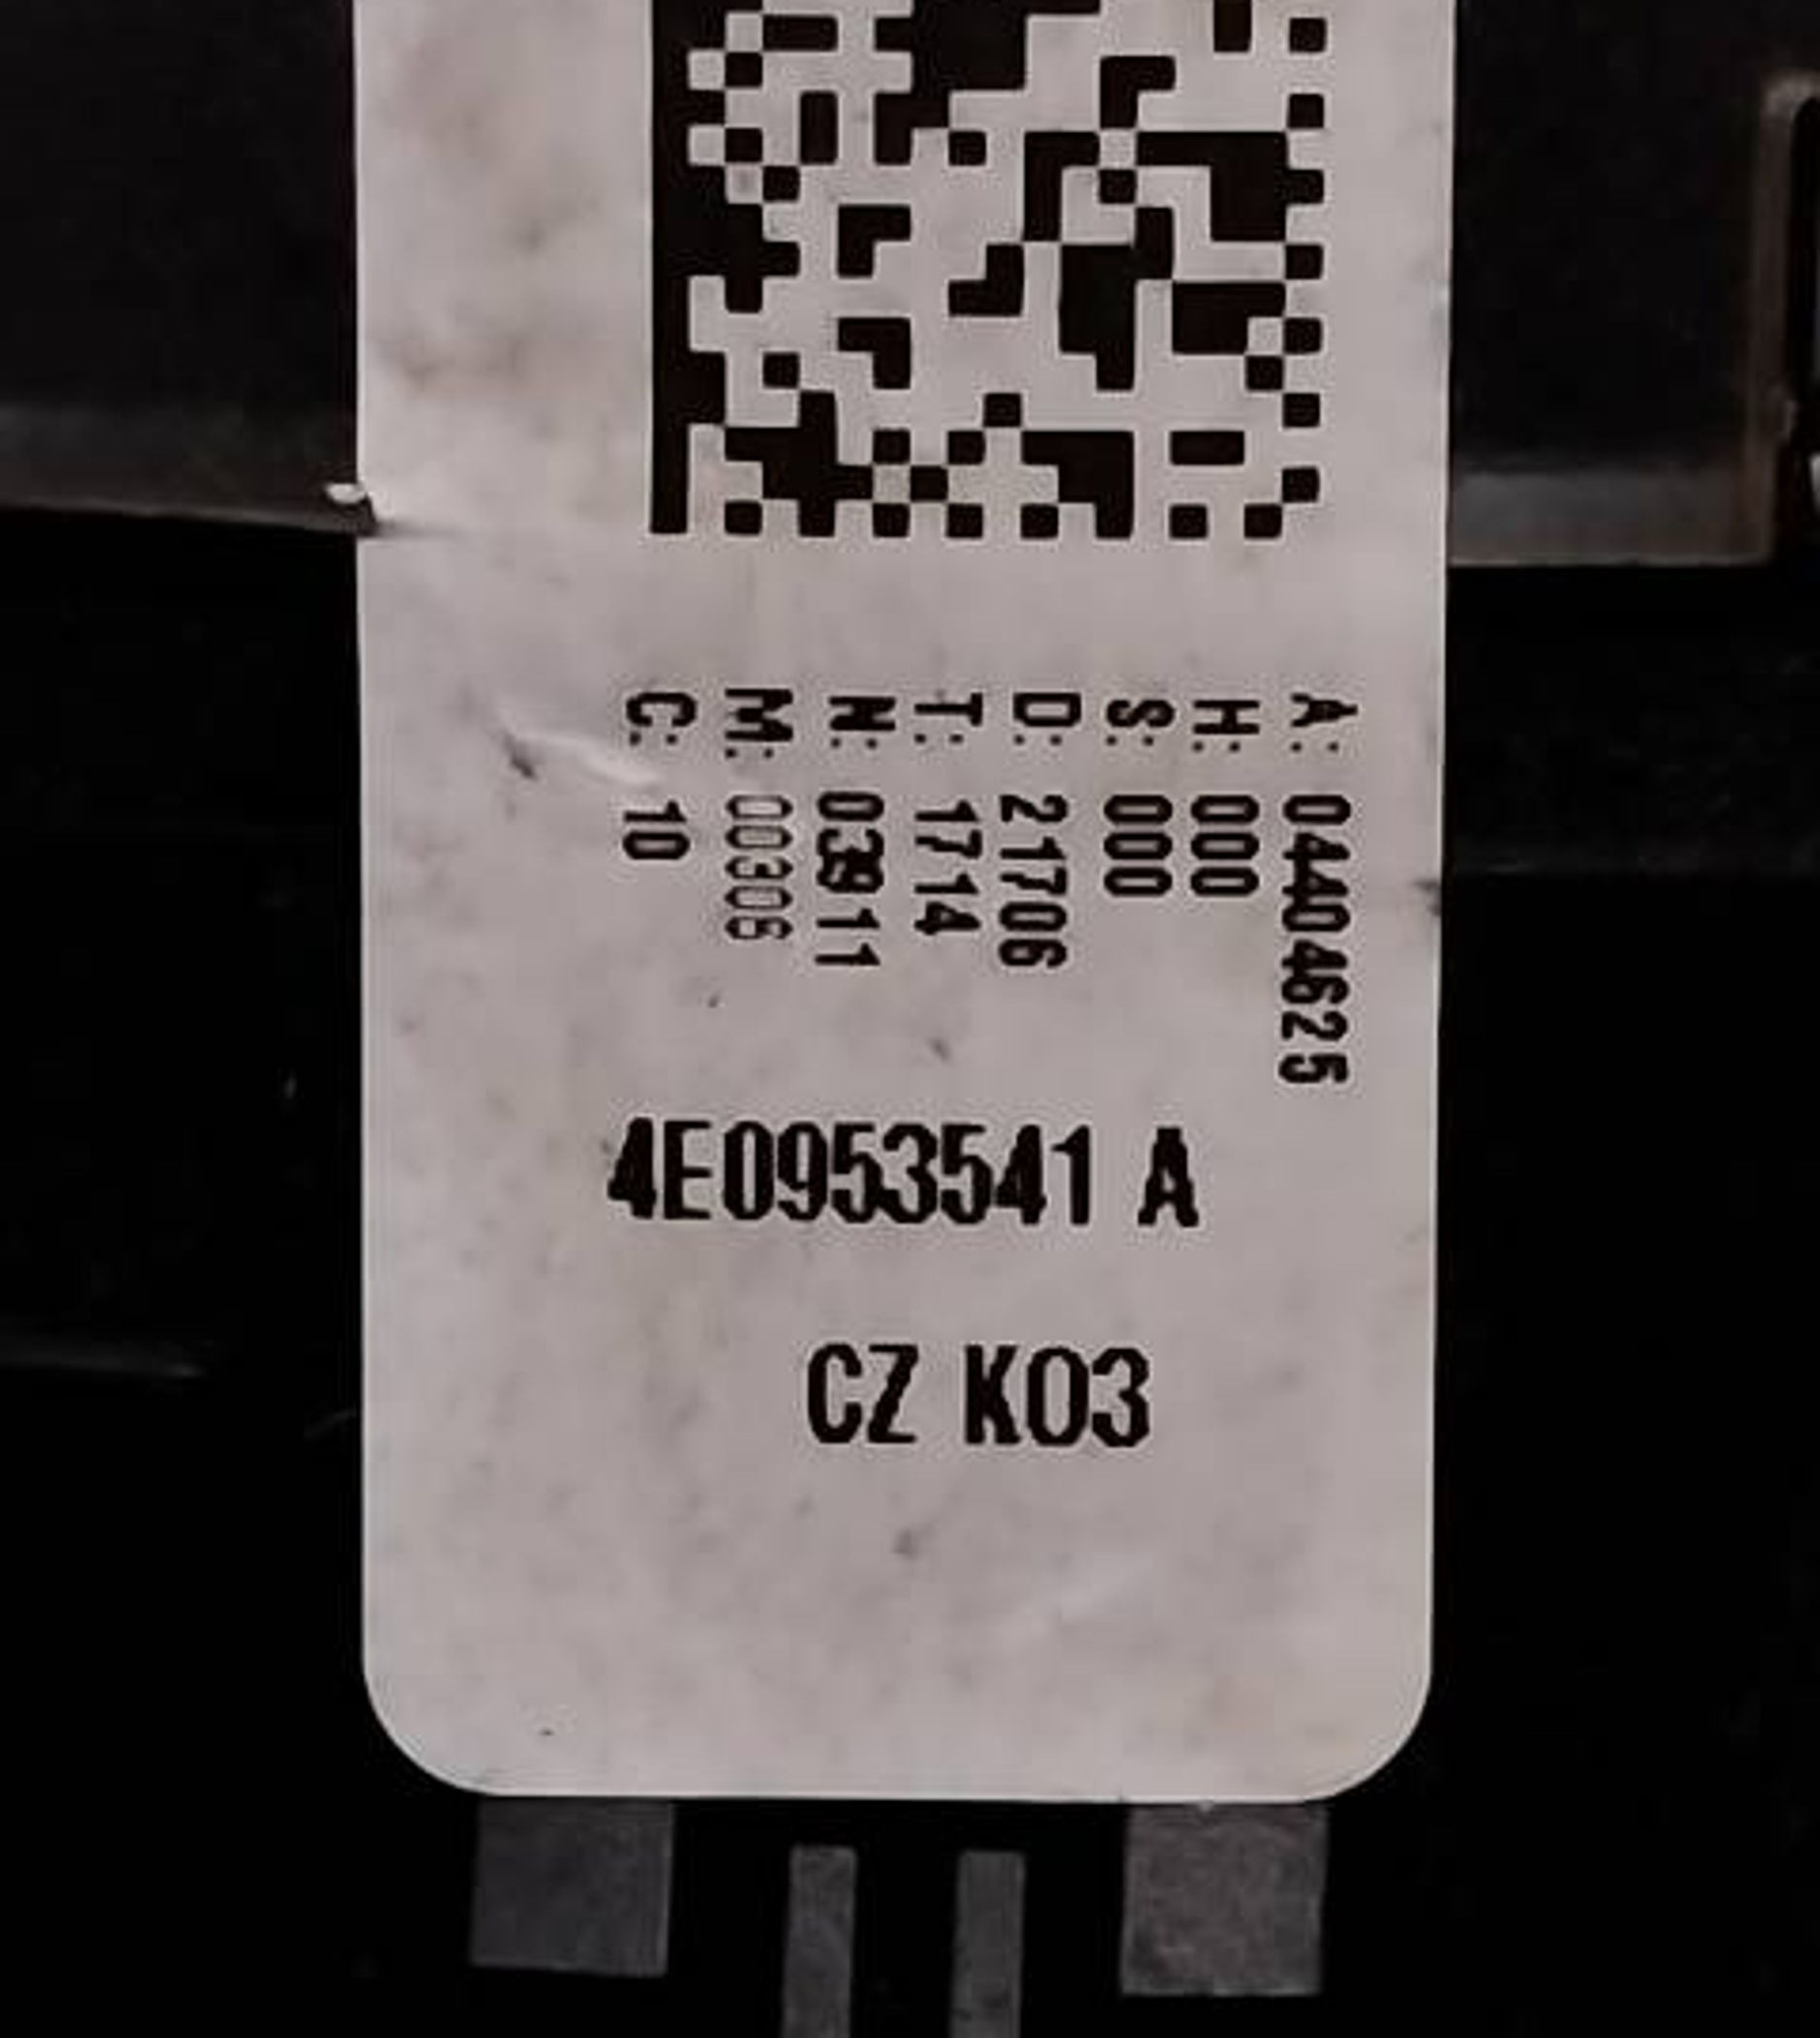 A: 04404625
H: 000
S: 000
D: 21706
T: 1714
N: 03911
M: 00306
C: 10
4E0953541 A
CZ K03